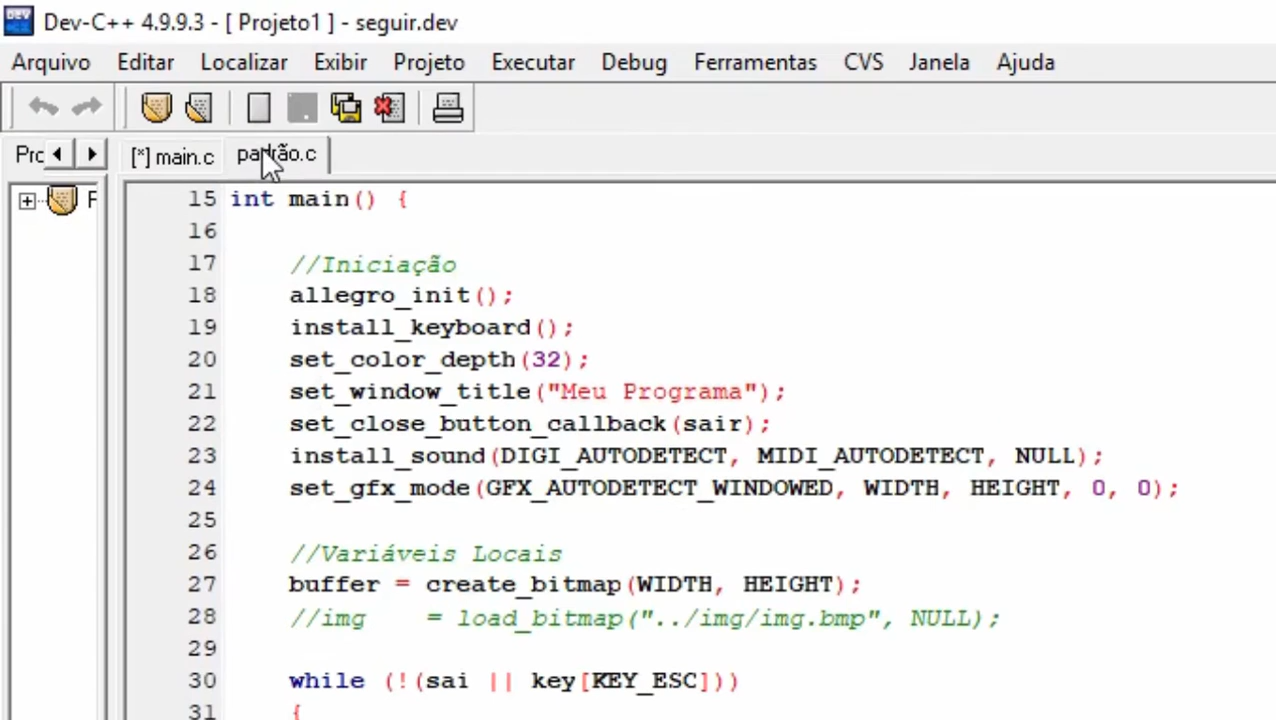 Dev-C++ 4.9.9.3 - [ Projeto1 ] - seguir.dev
Arquivo Editar Localizar Exibir Projeto Executar Debug Ferramentas CVS Janela Ajuda
Prc [*] main.c padrão.c
F
15 int main() {
16
17 //Iniciação
18 allegro_init();
19 install_keyboard();
20 set_color_depth(32);
21 set_window_title("Meu Programa");
22 set_close_button_callback(sair);
23 install_sound(DIGI_AUTODETECT, MIDI_AUTODETECT, NULL);
24 set_gfx_mode(GFX_AUTODETECT_WINDOWED, WIDTH, HEIGHT, 0, 0);
25
26 //Variáveis Locais
27 buffer = create_bitmap(WIDTH, HEIGHT);
28 //img = load_bitmap("../img/img.bmp", NULL);
29
30 while (!(sai || key[KEY_ESC]))
31 {